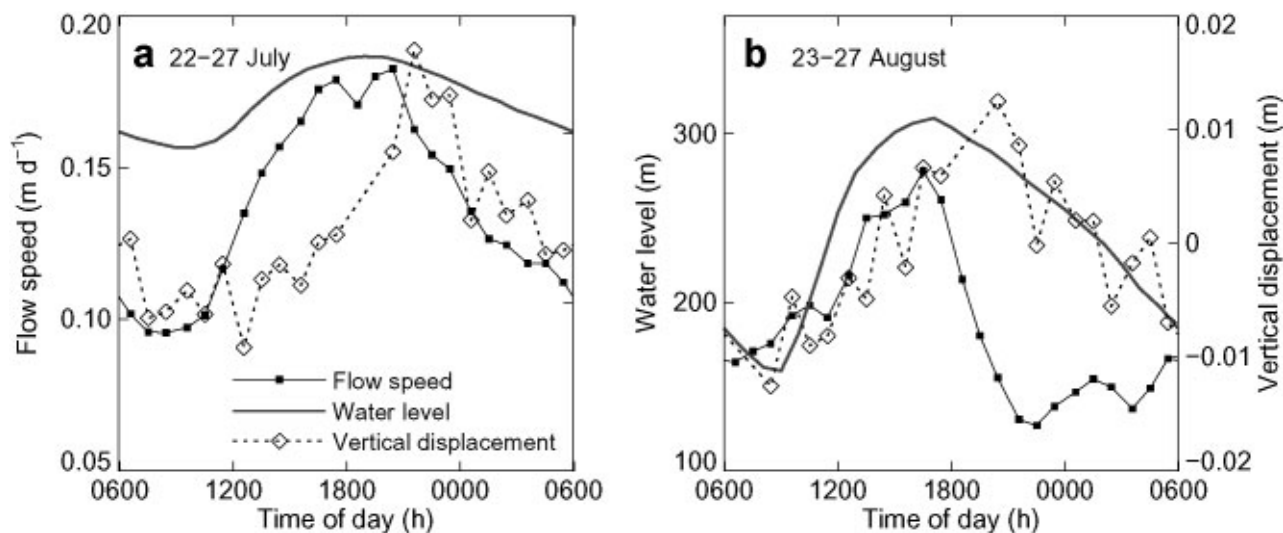 0.20
0.15
0.10
0.05
Flow speed (m d⁻¹)
a 22–27 July
Flow speed
Water level
Vertical displacement
0600 1200 1800 0000 0600
Time of day (h)
300
200
100
Water level (m)
b 23–27 August
0.02
0.01
0
−0.01
−0.02
Vertical displacement (m)
0600 1200 1800 0000 0600
Time of day (h)